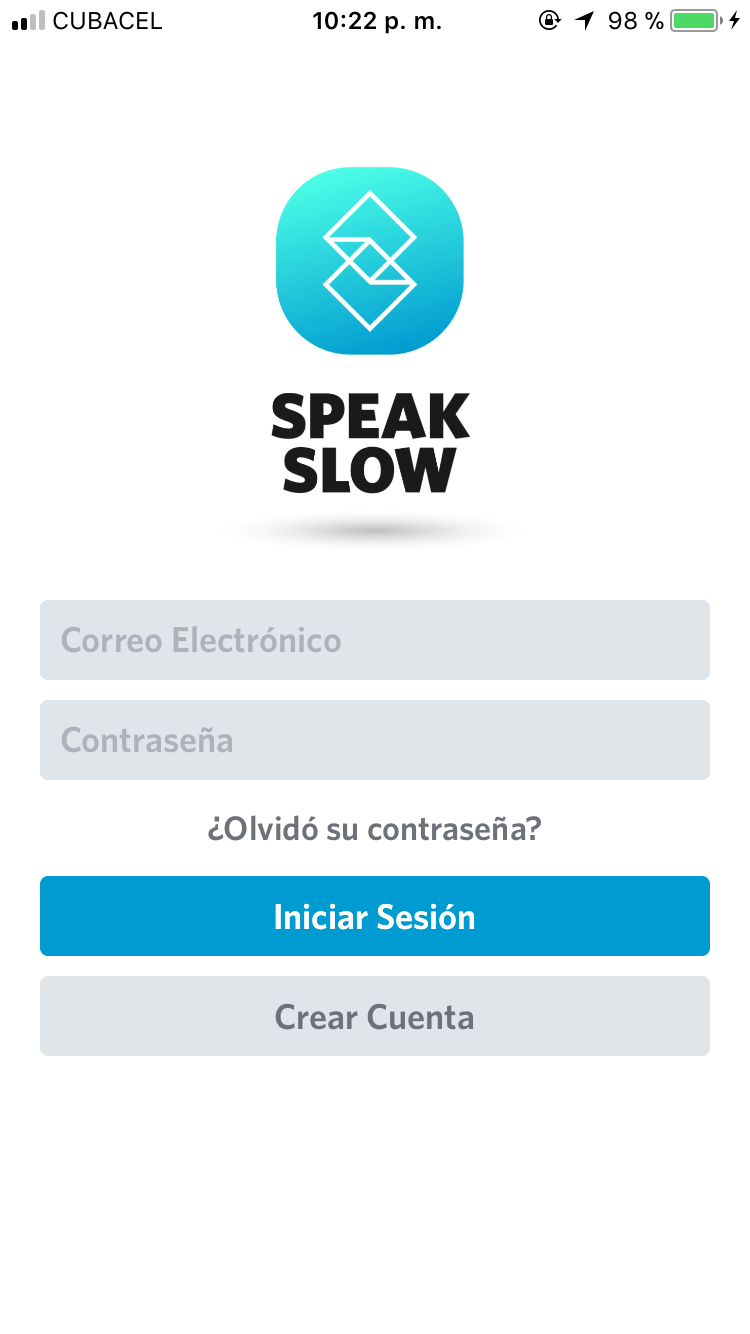 CUBACEL 10:22 p. m. 98 %
SPEAK
SLOW
Correo Electrónico
Contraseña
¿Olvidó su contraseña?
Iniciar Sesión
Crear Cuenta